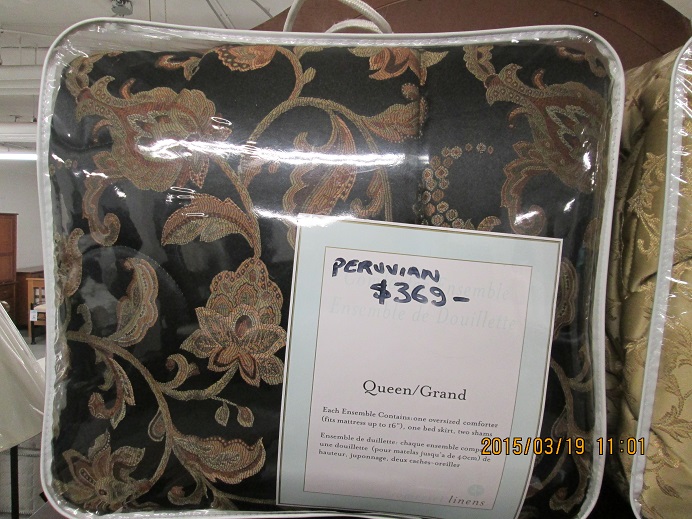 PERUVIAN
$369-
Ensemble
Ensemble de Douillette
Queen/Grand
Each Ensemble Contains: one oversized comforter
(fits mattress up to 16"), one bed skirt, two shams
Ensemble de duillette: chaque ensemble
une douillette (pour matelas jusqu'a de 40cm) de
hauteur, juponnage, deux caches-oreiller
linens
2015/03/19 11:01